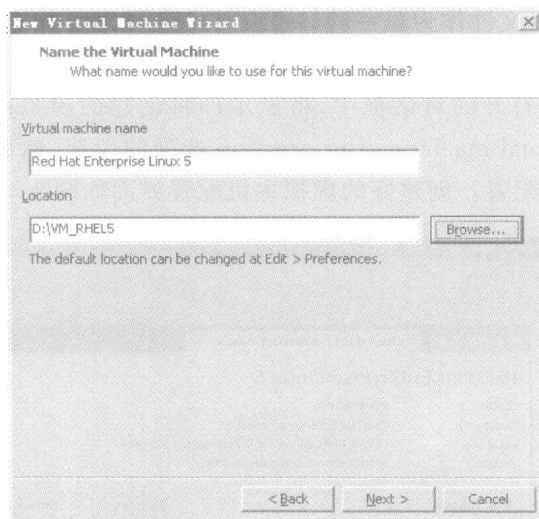 New Virtual Machine Wizard
Name the Virtual Machine
What name would you like to use for this virtual machine?
Virtual machine name
Red Hat Enterprise Linux 5
Location
D:\VM_RHEL5
Browse...
The default location can be changed at Edit > Preferences.
< Back
Next >
Cancel